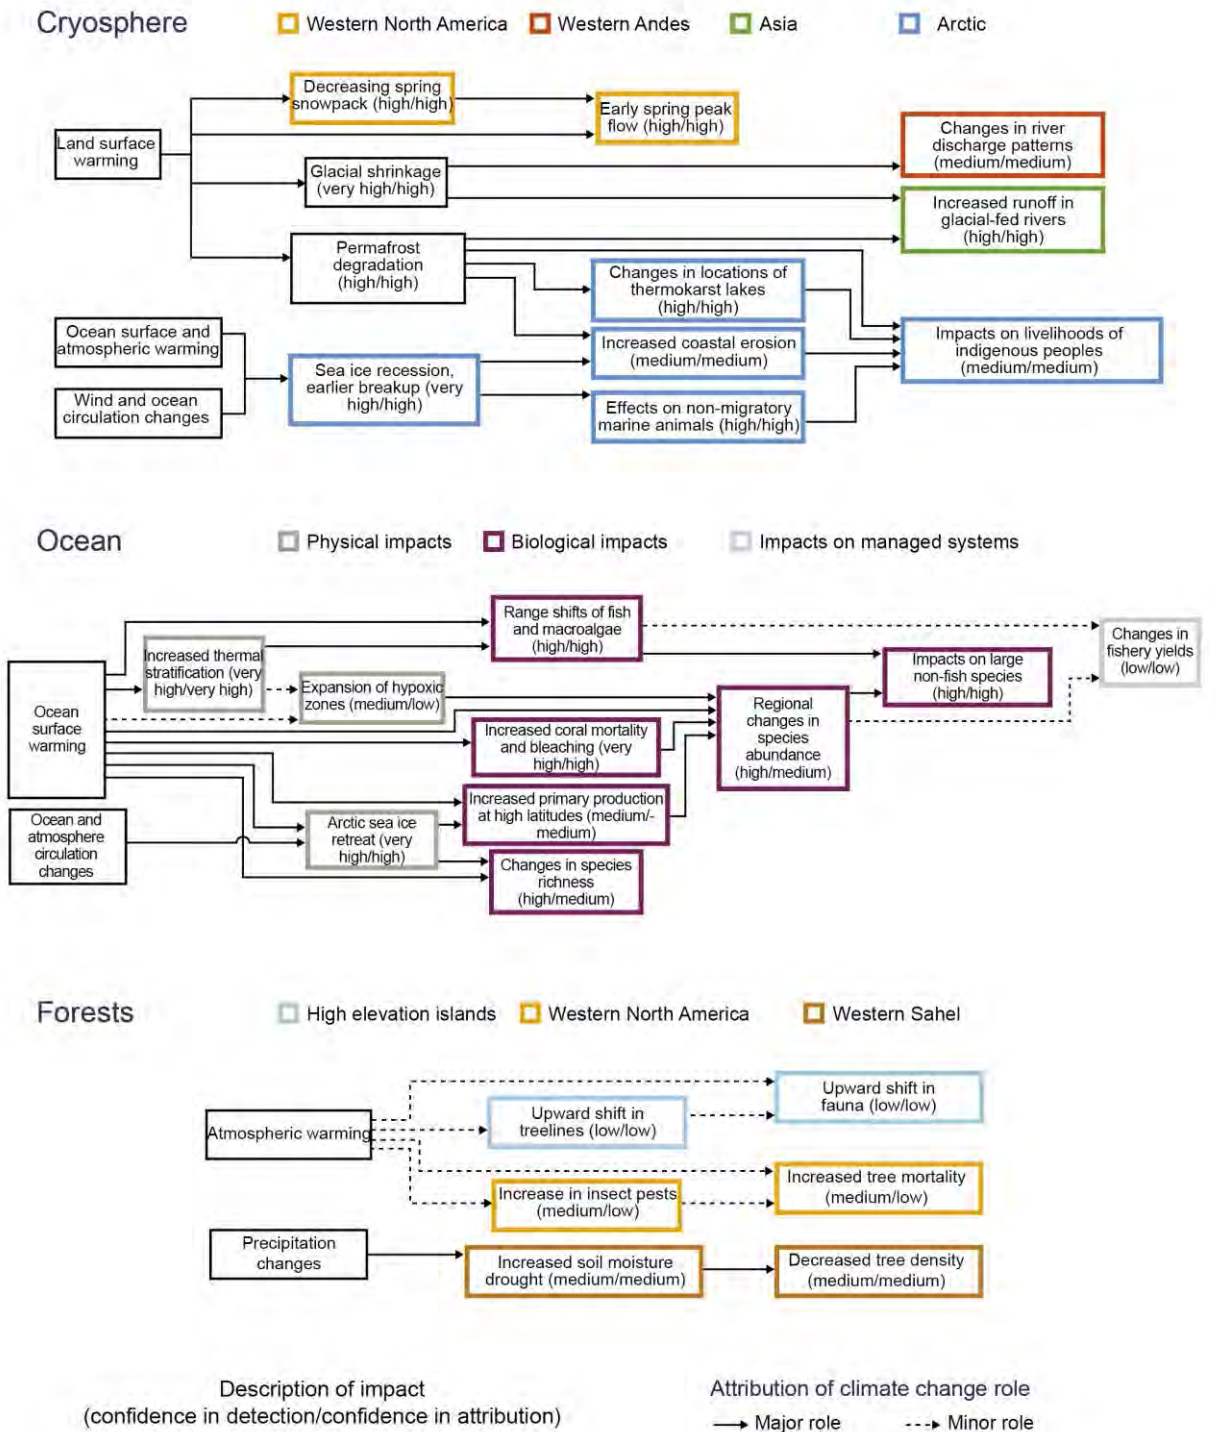 Cryosphere
Western North America
Western Andes
Asia
Arctic
Decreasing spring
snowpack (high/high)
Early spring peak
flow (high/high)
Land surface
warming
Changes in river
discharge patterns
(medium/medium)
Glacial shrinkage
(very high/high)
Increased runoff in
glacial-fed rivers
(high/high)
Permafrost
degradation
(high/high)
Changes in locations of
thermokarst lakes
(high/high)
Ocean surface and
atmospheric warming
Increased coastal erosion
(medium/medium)
Impacts on livelihoods of
indigenous peoples
(medium/medium)
Sea ice recession,
earlier breakup (very
high/high)
Wind and ocean
circulation changes
Effects on non-migratory
marine animals (high/high)
Ocean
Physical impacts
Biological impacts
Impacts on managed systems
Range shifts of fish
and macroalgae
(high/high)
Changes in
fishery yields
(low/low)
Increased thermal
stratification (very
high/very high)
Impacts on large
non-fish species
(high/high)
Expansion of hypoxic
zones (medium/low)
Ocean
surface
warming
Regional
changes in
species
abundance
(high/medium)
Increased coral mortality
and bleaching (very
high/high)
Increased primary production
at high latitudes (medium/-
medium)
Ocean and
atmosphere
circulation
changes
Arctic sea ice
retreat (very
high/high)
Changes in species
richness
(high/medium)
Forests
High elevation islands
Western North America
Western Sahel
Upward shift in
fauna (low/low)
Atmospheric warming
Upward shift in
treelines (low/low)
Increased tree mortality
(medium/low)
Increase in insect pests
(medium/low)
Precipitation
changes
Increased soil moisture
drought (medium/medium)
Decreased tree density
(medium/medium)
Description of impact
(confidence in detection/confidence in attribution)
Attribution of climate change role
Major role
Minor role